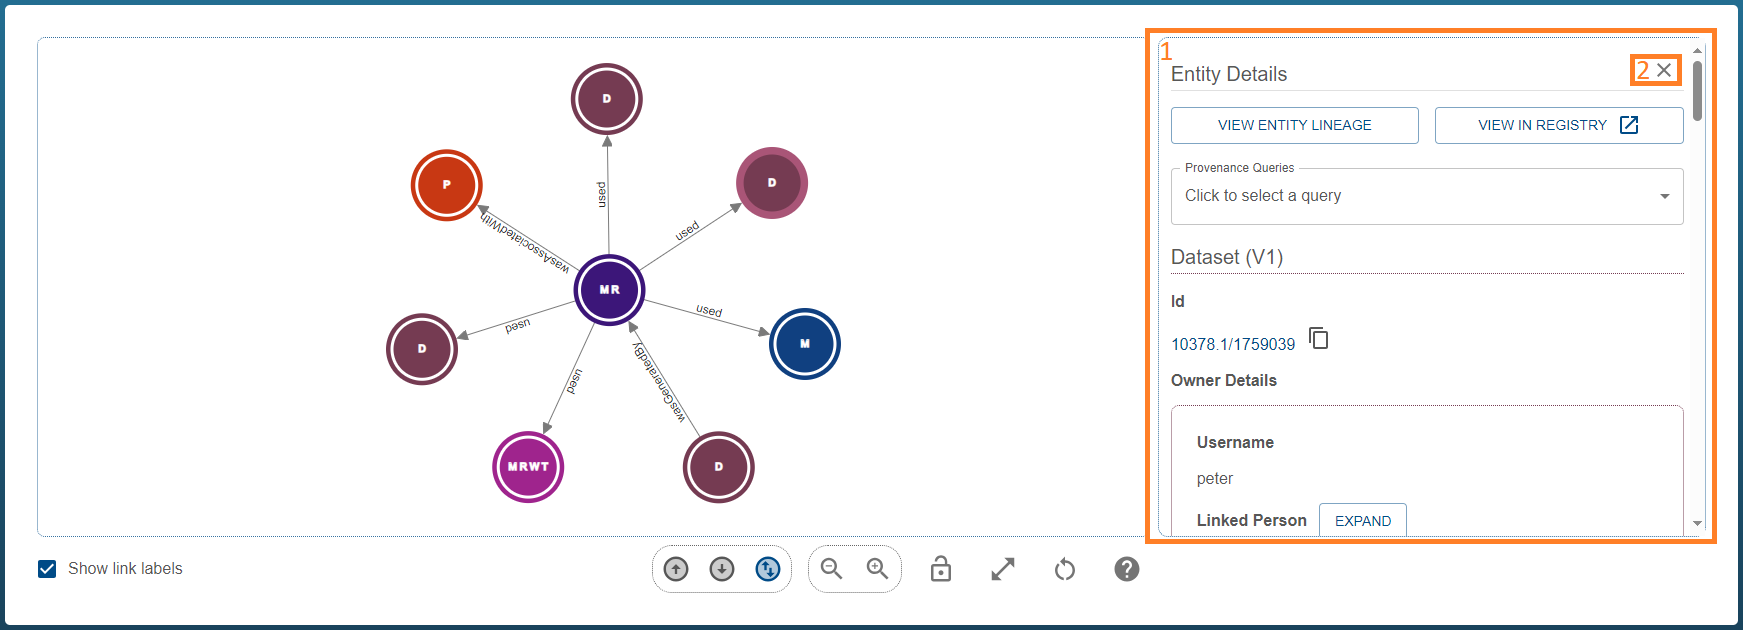 D
P
D
used
used
wasAssociatedWith
MR
used
used
D
M
used
wasGeneratedBy
MRWT
D
1
Entity Details
2
VIEW ENTITY LINEAGE
VIEW IN REGISTRY
Provenance Queries
Click to select a query
Dataset (V1)
Id
10378.1/1759039
Owner Details
Username
peter
Linked Person
EXPAND
Show link labels